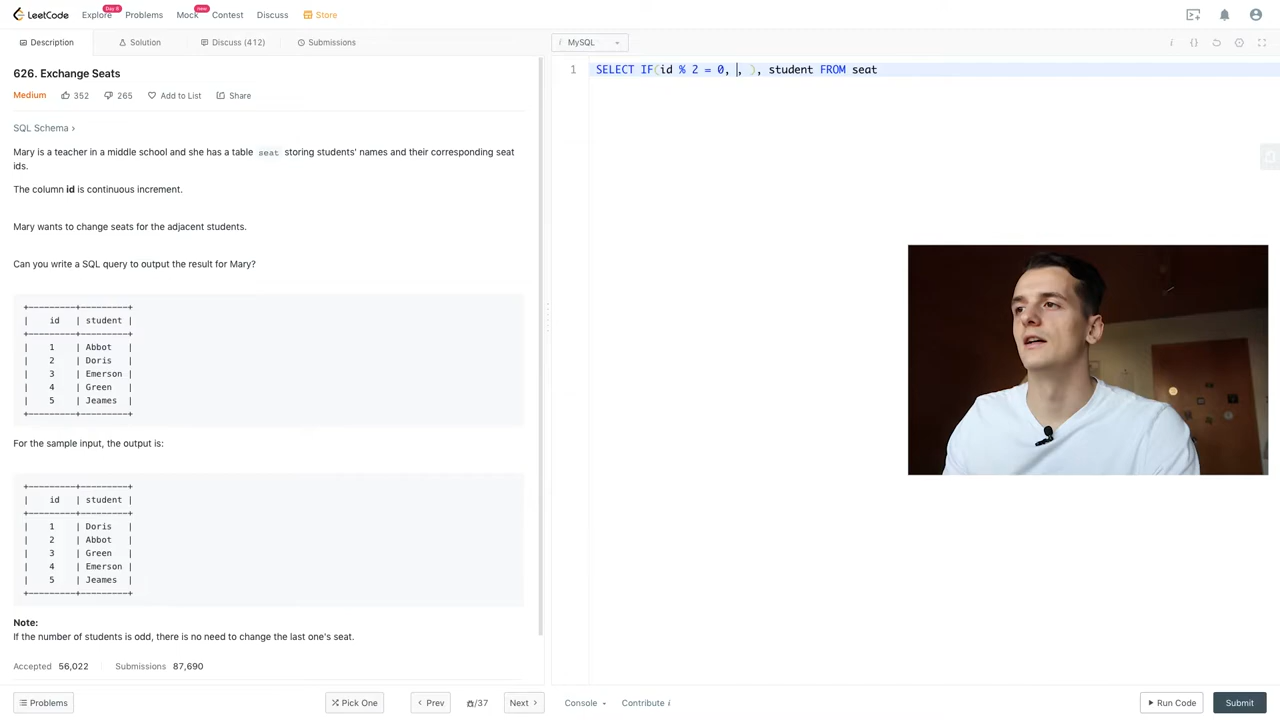 LeetCode
Explore
Day 8
Problems
Mock
new
Contest
Discuss
Store
Description
Solution
Discuss (412)
Submissions
MySQL
i
i
{}
626. Exchange Seats
Medium
352
265
Add to List
Share
SQL Schema >
Mary is a teacher in a middle school and she has a table seat storing students' names and their corresponding seat
ids.
The column id is continuous increment.
Mary wants to change seats for the adjacent students.
Can you write a SQL query to output the result for Mary?
+---------+---------+
|    id   | student |
+---------+---------+
|    1    | Abbot   |
|    2    | Doris   |
|    3    | Emerson |
|    4    | Green   |
|    5    | Jeames  |
+---------+---------+
For the sample input, the output is:
+---------+---------+
|    id   | student |
+---------+---------+
|    1    | Doris   |
|    2    | Abbot   |
|    3    | Green   |
|    4    | Emerson |
|    5    | Jeames  |
+---------+---------+
Note:
If the number of students is odd, there is no need to change the last one's seat.
Accepted 56,022
Submissions 87,690
1 SELECT IF(id % 2 = 0, , ), student FROM seat
Problems
Pick One
< Prev
/37
Next >
Console
Contribute i
Run Code
Submit